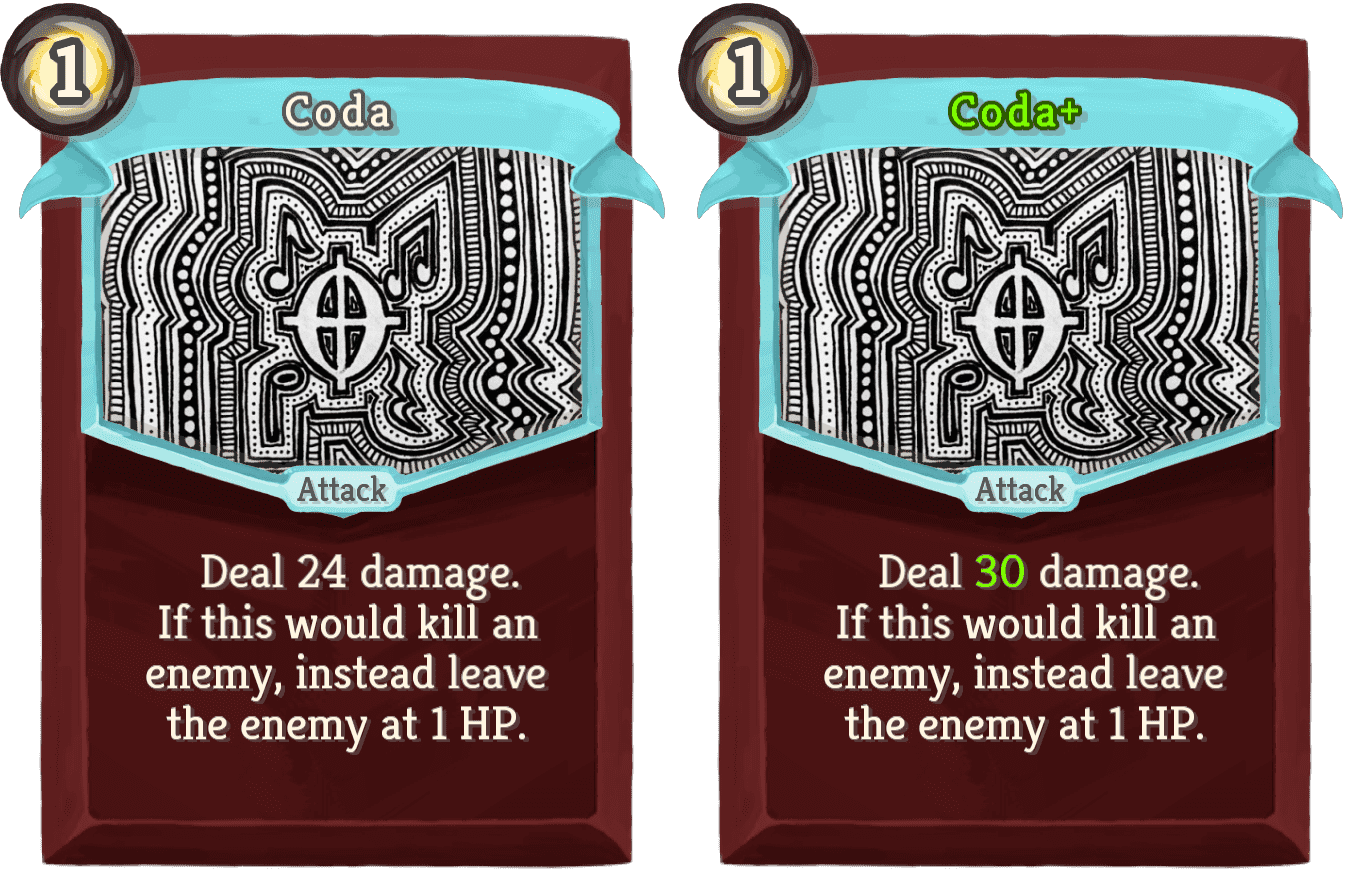 1
Coda
Attack
Deal 24 damage.
If this would kill an
enemy, instead leave
the enemy at 1 HP.
1
Coda+
Attack
Deal 30 damage.
If this would kill an
enemy, instead leave
the enemy at 1 HP.